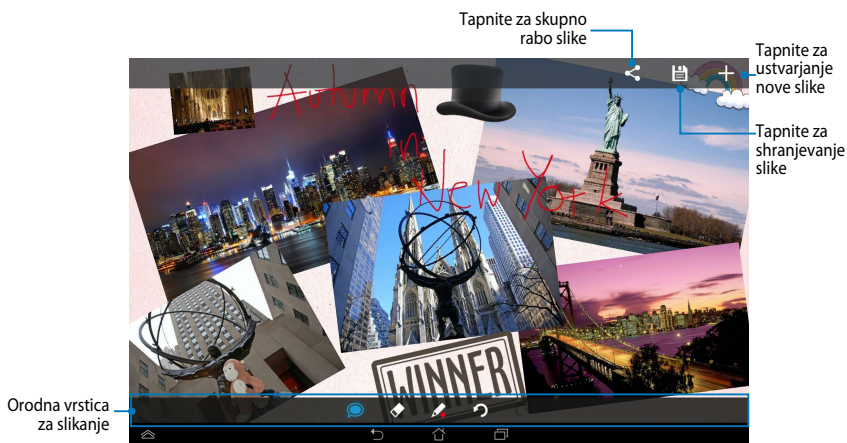 Tapnite za skupno
rabo slike
Tapnite za
ustvarjanje
nove slike
Tapnite za
shranjevanje
slike
Autumn
in
New York
WINNER
Orodna vrstica
za slikanje